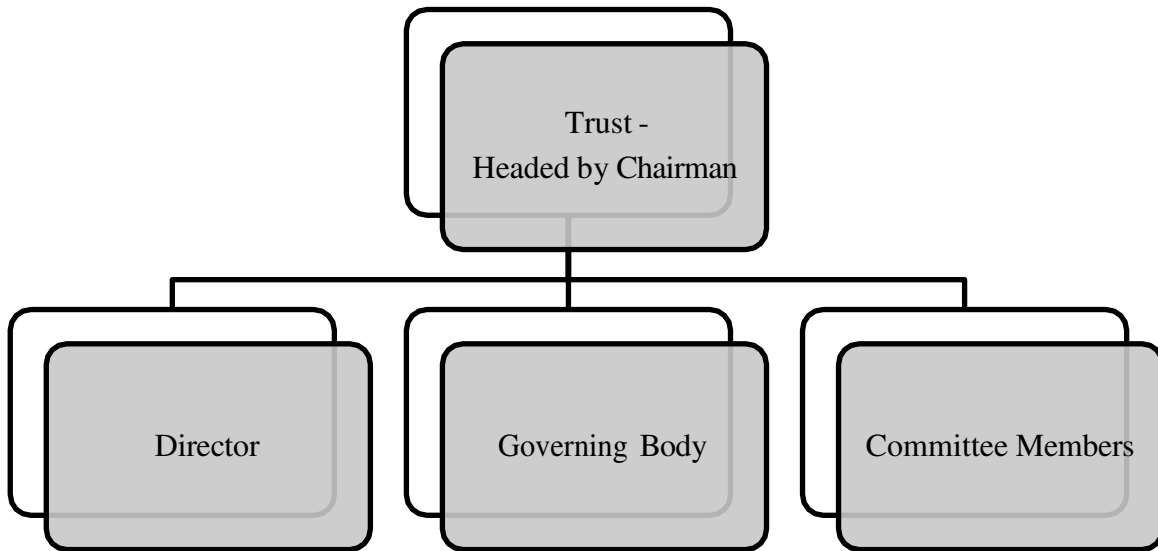 Trust -
Headed by Chairman
Director
Governing Body
Committee Members